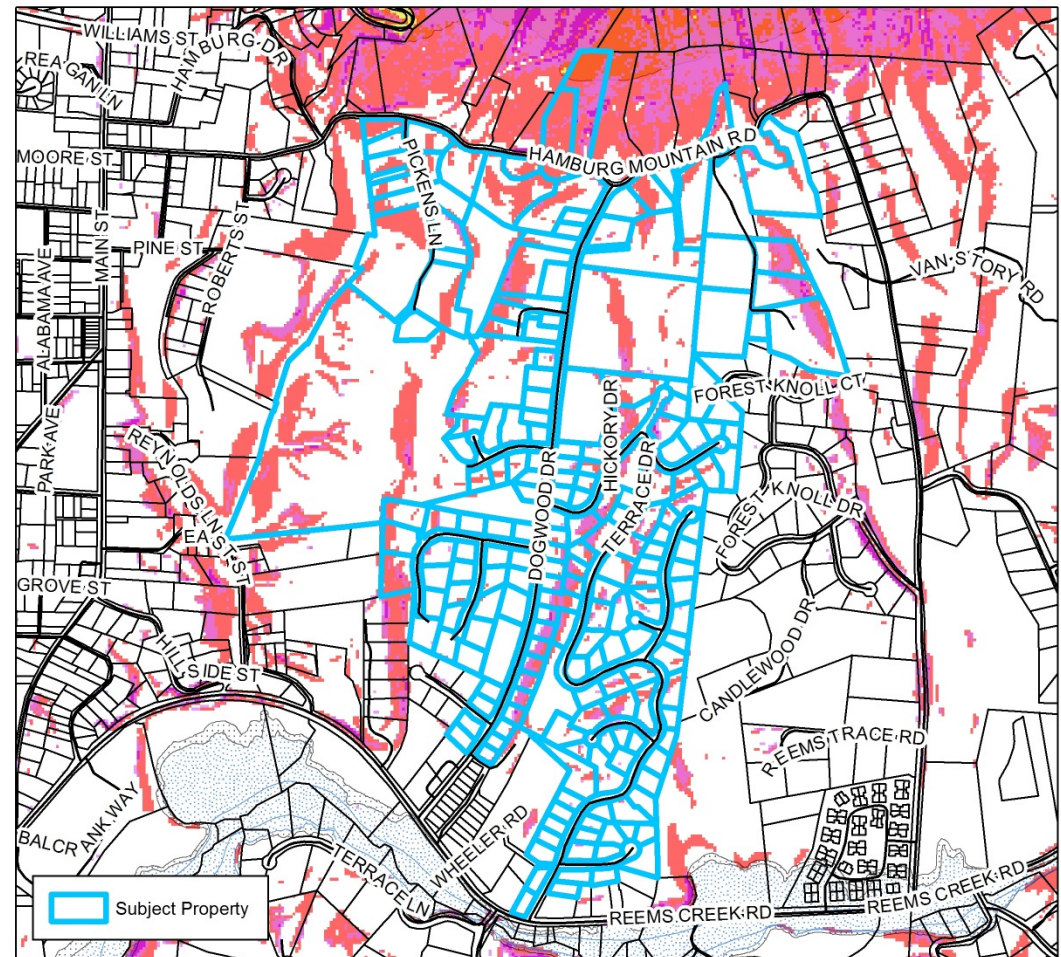 WILLIAMS ST
HAMBURG DR
REAGAN LN
MOORE ST
PICKENS LN
HAMBURG MOUNTAIN RD
ALABAMA AVE
MAIN ST
PINE ST
ROBERTS ST
VAN STORY RD
PARK AVE
HICKORY DR
FOREST KNOLL CT
REYNOLDS LN
DOGWOOD DR
TERRACE DR
FOREST KNOLL DR
EAST ST
GROVE ST
HILLSIDE ST
CANDLEWOOD DR
REEMS TRACE RD
BALCRANK WAY
WHEELER RD
TERRACE LN
REEMS CREEK RD
REEMS CREEK RD
Subject Property